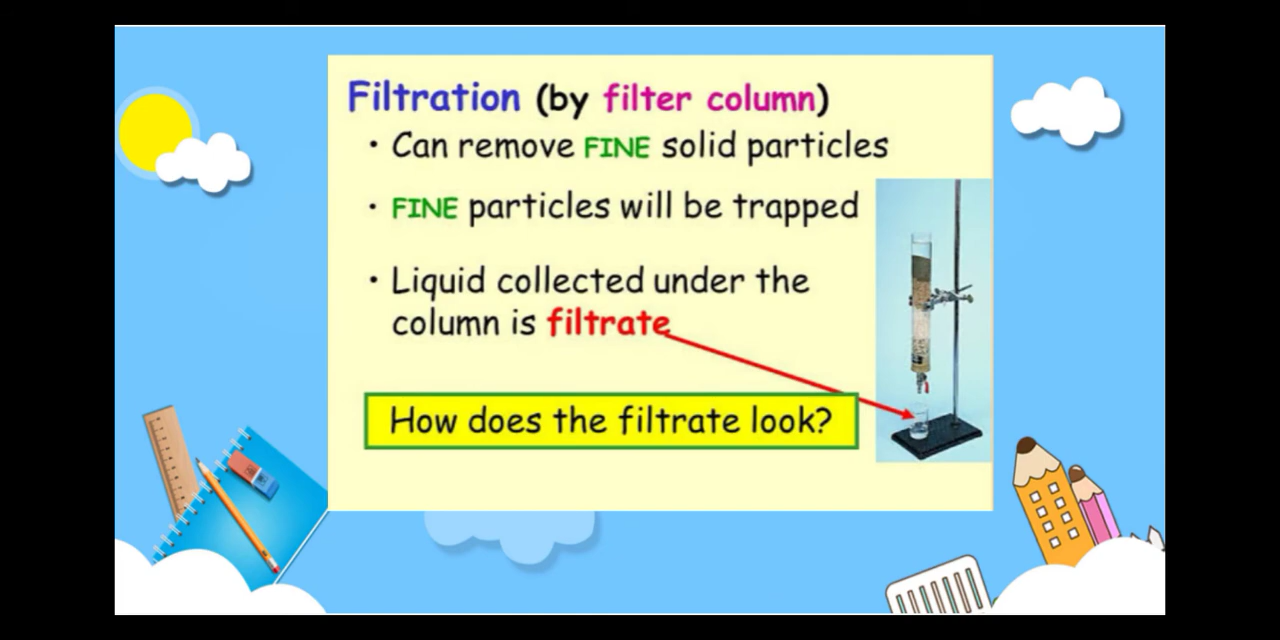 Filtration (by filter column)
• Can remove FINE solid particles
• FINE particles will be trapped
• Liquid collected under the
column is filtrate
How does the filtrate look?